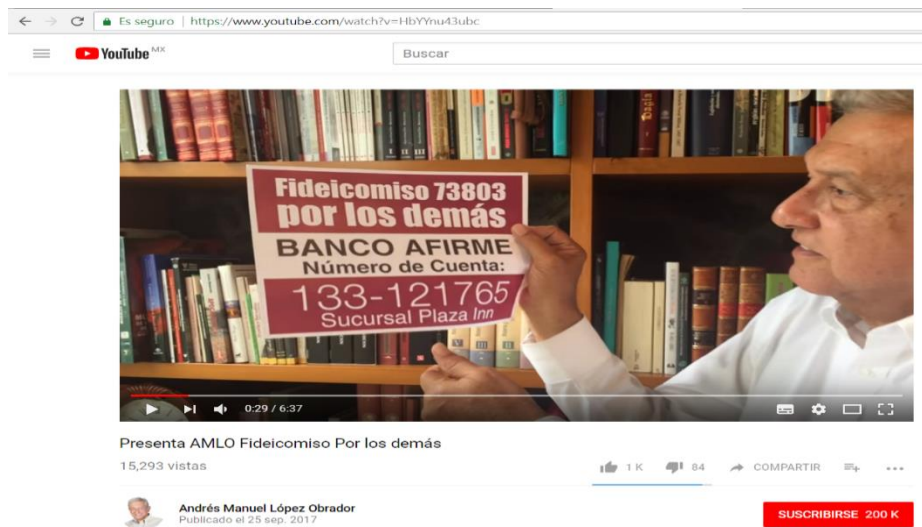 Es seguro | https://www.youtube.com/watch?v=HbYYnu43ubc
YouTube MX
Buscar
Fideicomiso 73803
por los demás
BANCO AFIRME
Número de Cuenta:
133-121765
Sucursal Plaza Inn
0:29 / 6:37
Presenta AMLO Fideicomiso Por los demás
15,293 vistas
1 K
84
COMPARTIR
Andrés Manuel López Obrador
Publicado el 25 sep. 2017
SUSCRIBIRSE 200 K